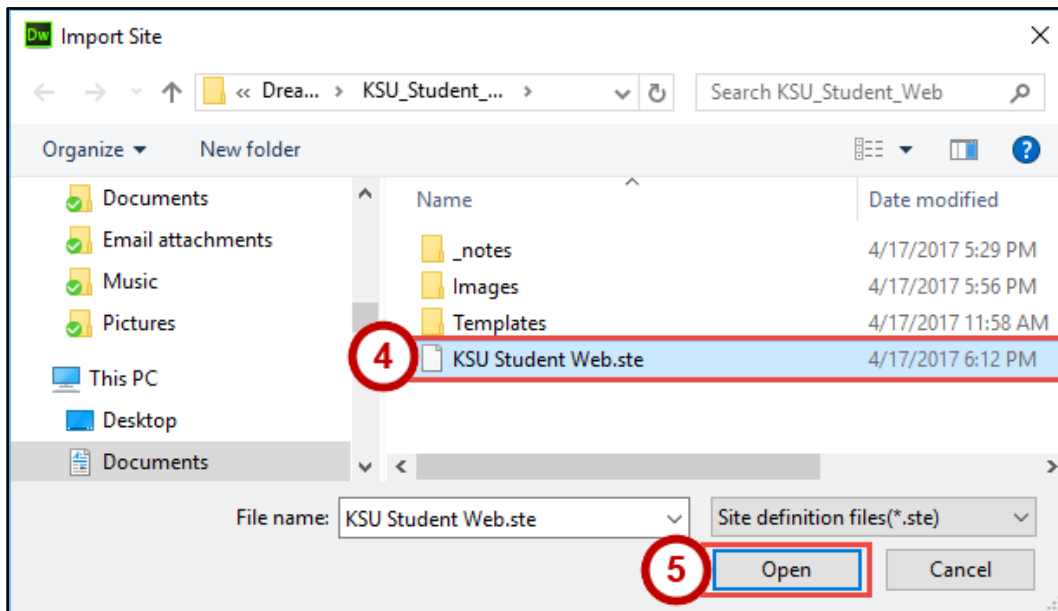 Dw Import Site
« Drea... › KSU_Student_... › Search KSU_Student_Web
Organize New folder ?
Documents
Email attachments
Music
Pictures
This PC
Desktop
Documents
Name Date modified
_notes 4/17/2017 5:29 PM
Images 4/17/2017 5:56 PM
Templates 4/17/2017 11:58 AM
4 KSU Student Web.ste 4/17/2017 6:12 PM
File name: KSU Student Web.ste Site definition files(*.ste)
5 Open Cancel